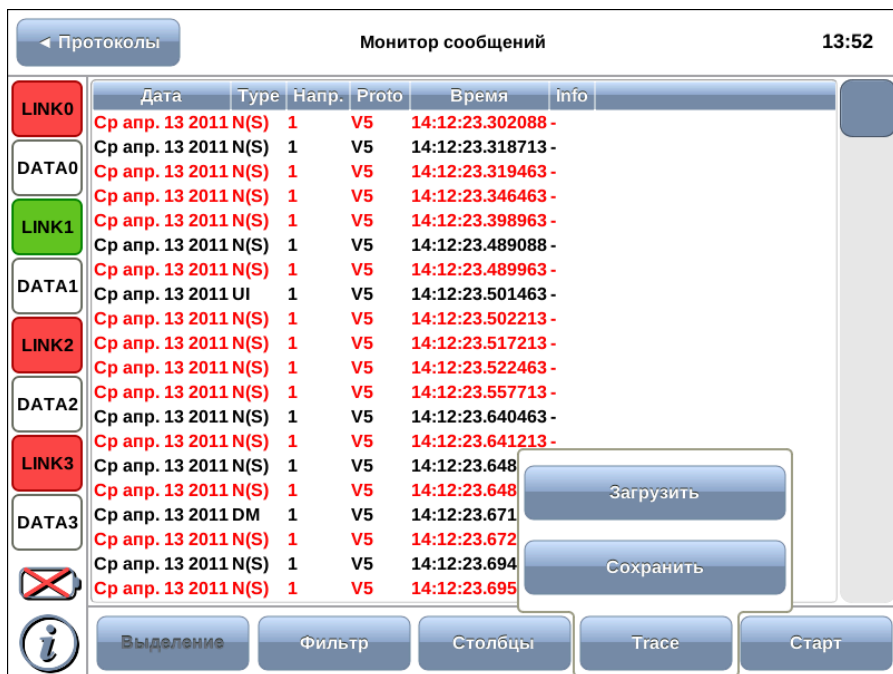 ◄ Протоколы
Монитор сообщений
13:52
LINK0
DATA0
LINK1
DATA1
LINK2
DATA2
LINK3
DATA3
Дата Type Напр. Proto Время Info
Ср апр. 13 2011 N(S) 1 V5 14:12:23.302088 -
Ср апр. 13 2011 N(S) 1 V5 14:12:23.318713 -
Ср апр. 13 2011 N(S) 1 V5 14:12:23.319463 -
Ср апр. 13 2011 N(S) 1 V5 14:12:23.346463 -
Ср апр. 13 2011 N(S) 1 V5 14:12:23.398963 -
Ср апр. 13 2011 N(S) 1 V5 14:12:23.489088 -
Ср апр. 13 2011 N(S) 1 V5 14:12:23.489963 -
Ср апр. 13 2011 UI 1 V5 14:12:23.501463 -
Ср апр. 13 2011 N(S) 1 V5 14:12:23.502213 -
Ср апр. 13 2011 N(S) 1 V5 14:12:23.517213 -
Ср апр. 13 2011 N(S) 1 V5 14:12:23.522463 -
Ср апр. 13 2011 N(S) 1 V5 14:12:23.557713 -
Ср апр. 13 2011 N(S) 1 V5 14:12:23.640463 -
Ср апр. 13 2011 N(S) 1 V5 14:12:23.641213 -
Ср апр. 13 2011 N(S) 1 V5 14:12:23.648
Ср апр. 13 2011 N(S) 1 V5 14:12:23.648
Ср апр. 13 2011 DM 1 V5 14:12:23.671
Ср апр. 13 2011 N(S) 1 V5 14:12:23.672
Ср апр. 13 2011 N(S) 1 V5 14:12:23.694
Ср апр. 13 2011 N(S) 1 V5 14:12:23.695
Загрузить
Сохранить
i
Выделение
Фильтр
Столбцы
Trace
Старт